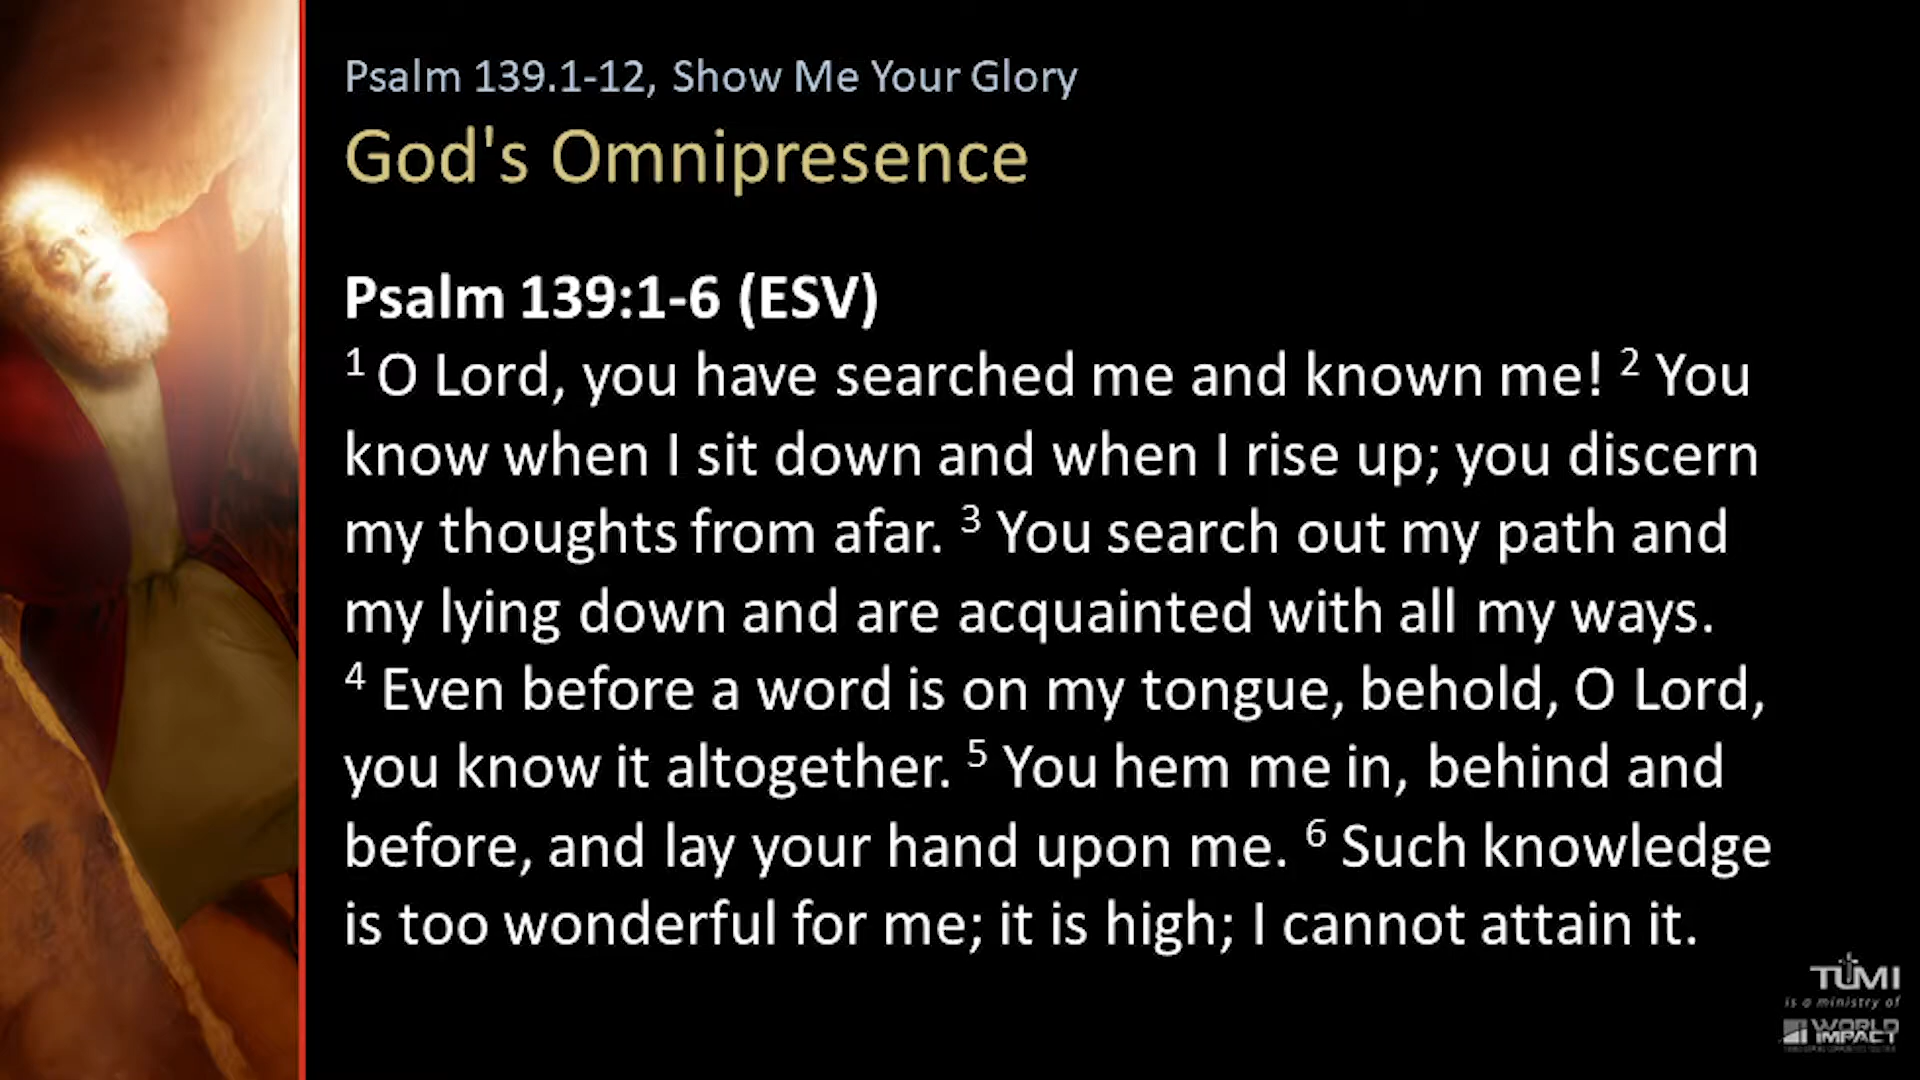 Psalm 139.1-12, Show Me Your Glory
God's Omnipresence
Psalm 139:1-6 (ESV)
1 O Lord, you have searched me and known me! 2 You
know when I sit down and when I rise up; you discern
my thoughts from afar. 3 You search out my path and
my lying down and are acquainted with all my ways.
4 Even before a word is on my tongue, behold, O Lord,
you know it altogether. 5 You hem me in, behind and
before, and lay your hand upon me. 6 Such knowledge
is too wonderful for me; it is high; I cannot attain it.
TUMI
is a ministry of
WORLD
IMPACT